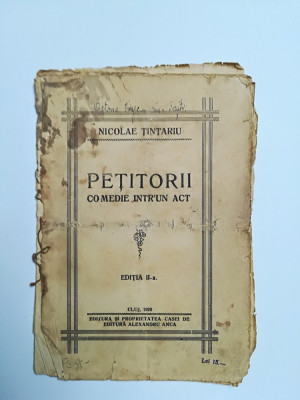 NICOLAE ȚINȚARIU
PEȚITORII
COMEDIE INTR'UN ACT
EDIȚIA II-a.
EDITURA ȘI PROPRIETATEA CASEI DE
EDITURĂ ALEXANDRU ANCA
Lei 15.—